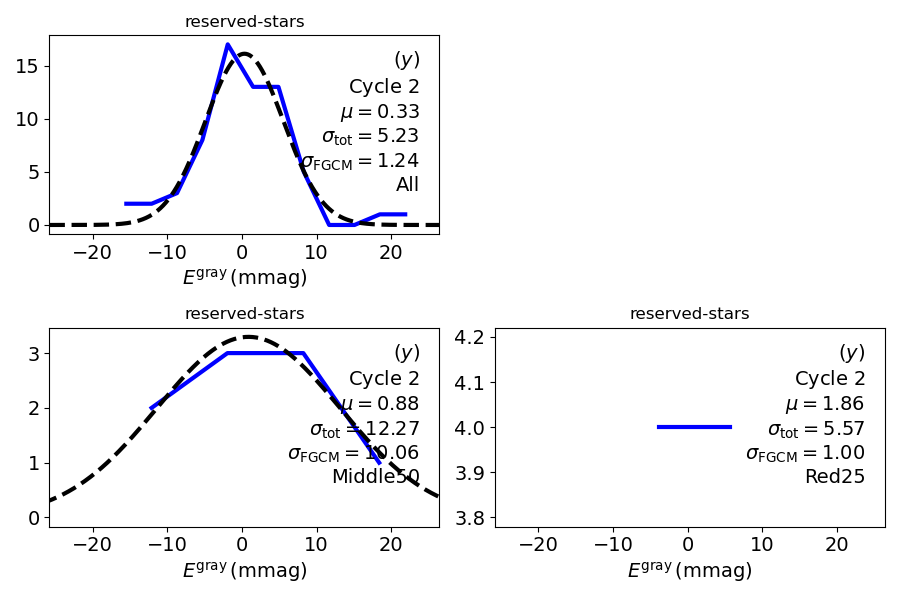 reserved-stars
(y)
Cycle 2
μ = 0.33
σtot = 5.23
σFGCM = 1.24
All
15
10
5
0
−20 −10 0 10 20
Egray (mmag)
reserved-stars
(y)
Cycle 2
μ = 0.88
σtot = 12.27
σFGCM = 10.06
Middle50
3
2
1
0
−20 −10 0 10 20
Egray (mmag)
reserved-stars
(y)
Cycle 2
μ = 1.86
σtot = 5.57
σFGCM = 1.00
Red25
4.2
4.1
4.0
3.9
3.8
−20 −10 0 10 20
Egray (mmag)